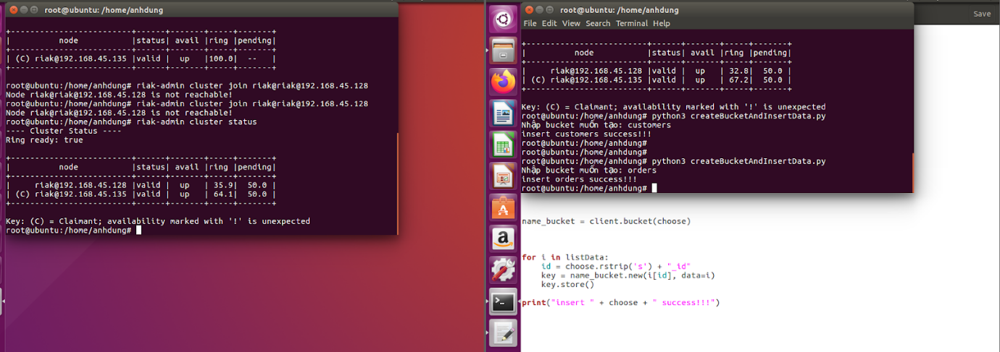 root@ubuntu: /home/anhdung
+--------------------------+------+-------+-----+-------+
|           node           |status| avail |ring |pending|
+--------------------------+------+-------+-----+-------+
| (C) riak@192.168.45.135 |valid |  up   |100.0|  --   |
+--------------------------+------+-------+-----+-------+
root@ubuntu:/home/anhdung# riak-admin cluster join riak@riak@192.168.45.128
Node riak@riak@192.168.45.128 is not reachable!
root@ubuntu:/home/anhdung# riak-admin cluster join riak@riak@192.168.45.128
Node riak@riak@192.168.45.128 is not reachable!
root@ubuntu:/home/anhdung# riak-admin cluster status
---- Cluster Status ----
Ring ready: true
+--------------------------+------+-------+-----+-------+
|           node           |status| avail |ring |pending|
+--------------------------+------+-------+-----+-------+
|     riak@192.168.45.128 |valid |  up   | 35.9|  50.0 |
| (C) riak@192.168.45.135 |valid |  up   | 64.1|  50.0 |
+--------------------------+------+-------+-----+-------+
Key: (C) = Claimant; availability marked with '!' is unexpected
root@ubuntu:/home/anhdung#
root@ubuntu: /home/anhdung
File Edit View Search Terminal Help
+--------------------------+------+-------+-----+-------+
|           node           |status| avail |ring |pending|
+--------------------------+------+-------+-----+-------+
|     riak@192.168.45.128 |valid |  up   | 32.8|  50.0 |
| (C) riak@192.168.45.135 |valid |  up   | 67.2|  50.0 |
+--------------------------+------+-------+-----+-------+
Key: (C) = Claimant; availability marked with '!' is unexpected
root@ubuntu:/home/anhdung# python3 createBucketAndInsertData.py
Nhập bucket muốn tạo: customers
insert customers success!!!
root@ubuntu:/home/anhdung#
root@ubuntu:/home/anhdung#
root@ubuntu:/home/anhdung# python3 createBucketAndInsertData.py
Nhập bucket muốn tạo: orders
insert orders success!!!
root@ubuntu:/home/anhdung#
Save
name_bucket = client.bucket(choose)
for i in listData:
    id = choose.rstrip('s') + "_id"
    key = name_bucket.new(i[id], data=i)
    key.store()
print("insert " + choose + " success!!!")